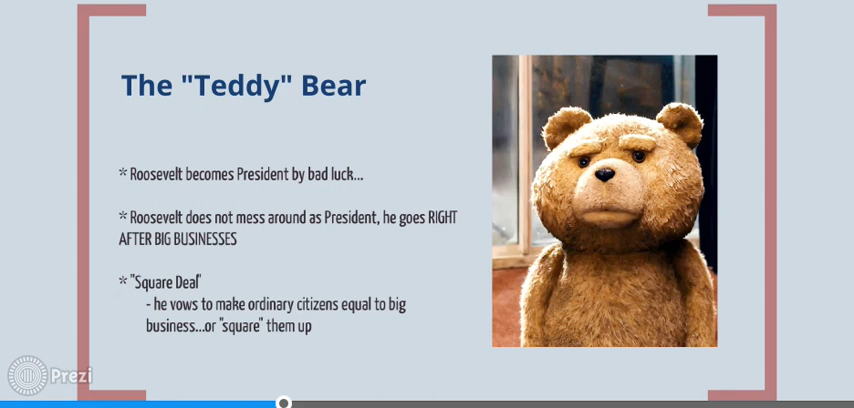 The "Teddy" Bear
* Roosevelt becomes President by bad luck...
* Roosevelt does not mess around as President, he goes RIGHT
AFTER BIG BUSINESSES
* "Square Deal"
- he vows to make ordinary citizens equal to big
business...or "square" them up
Prezi